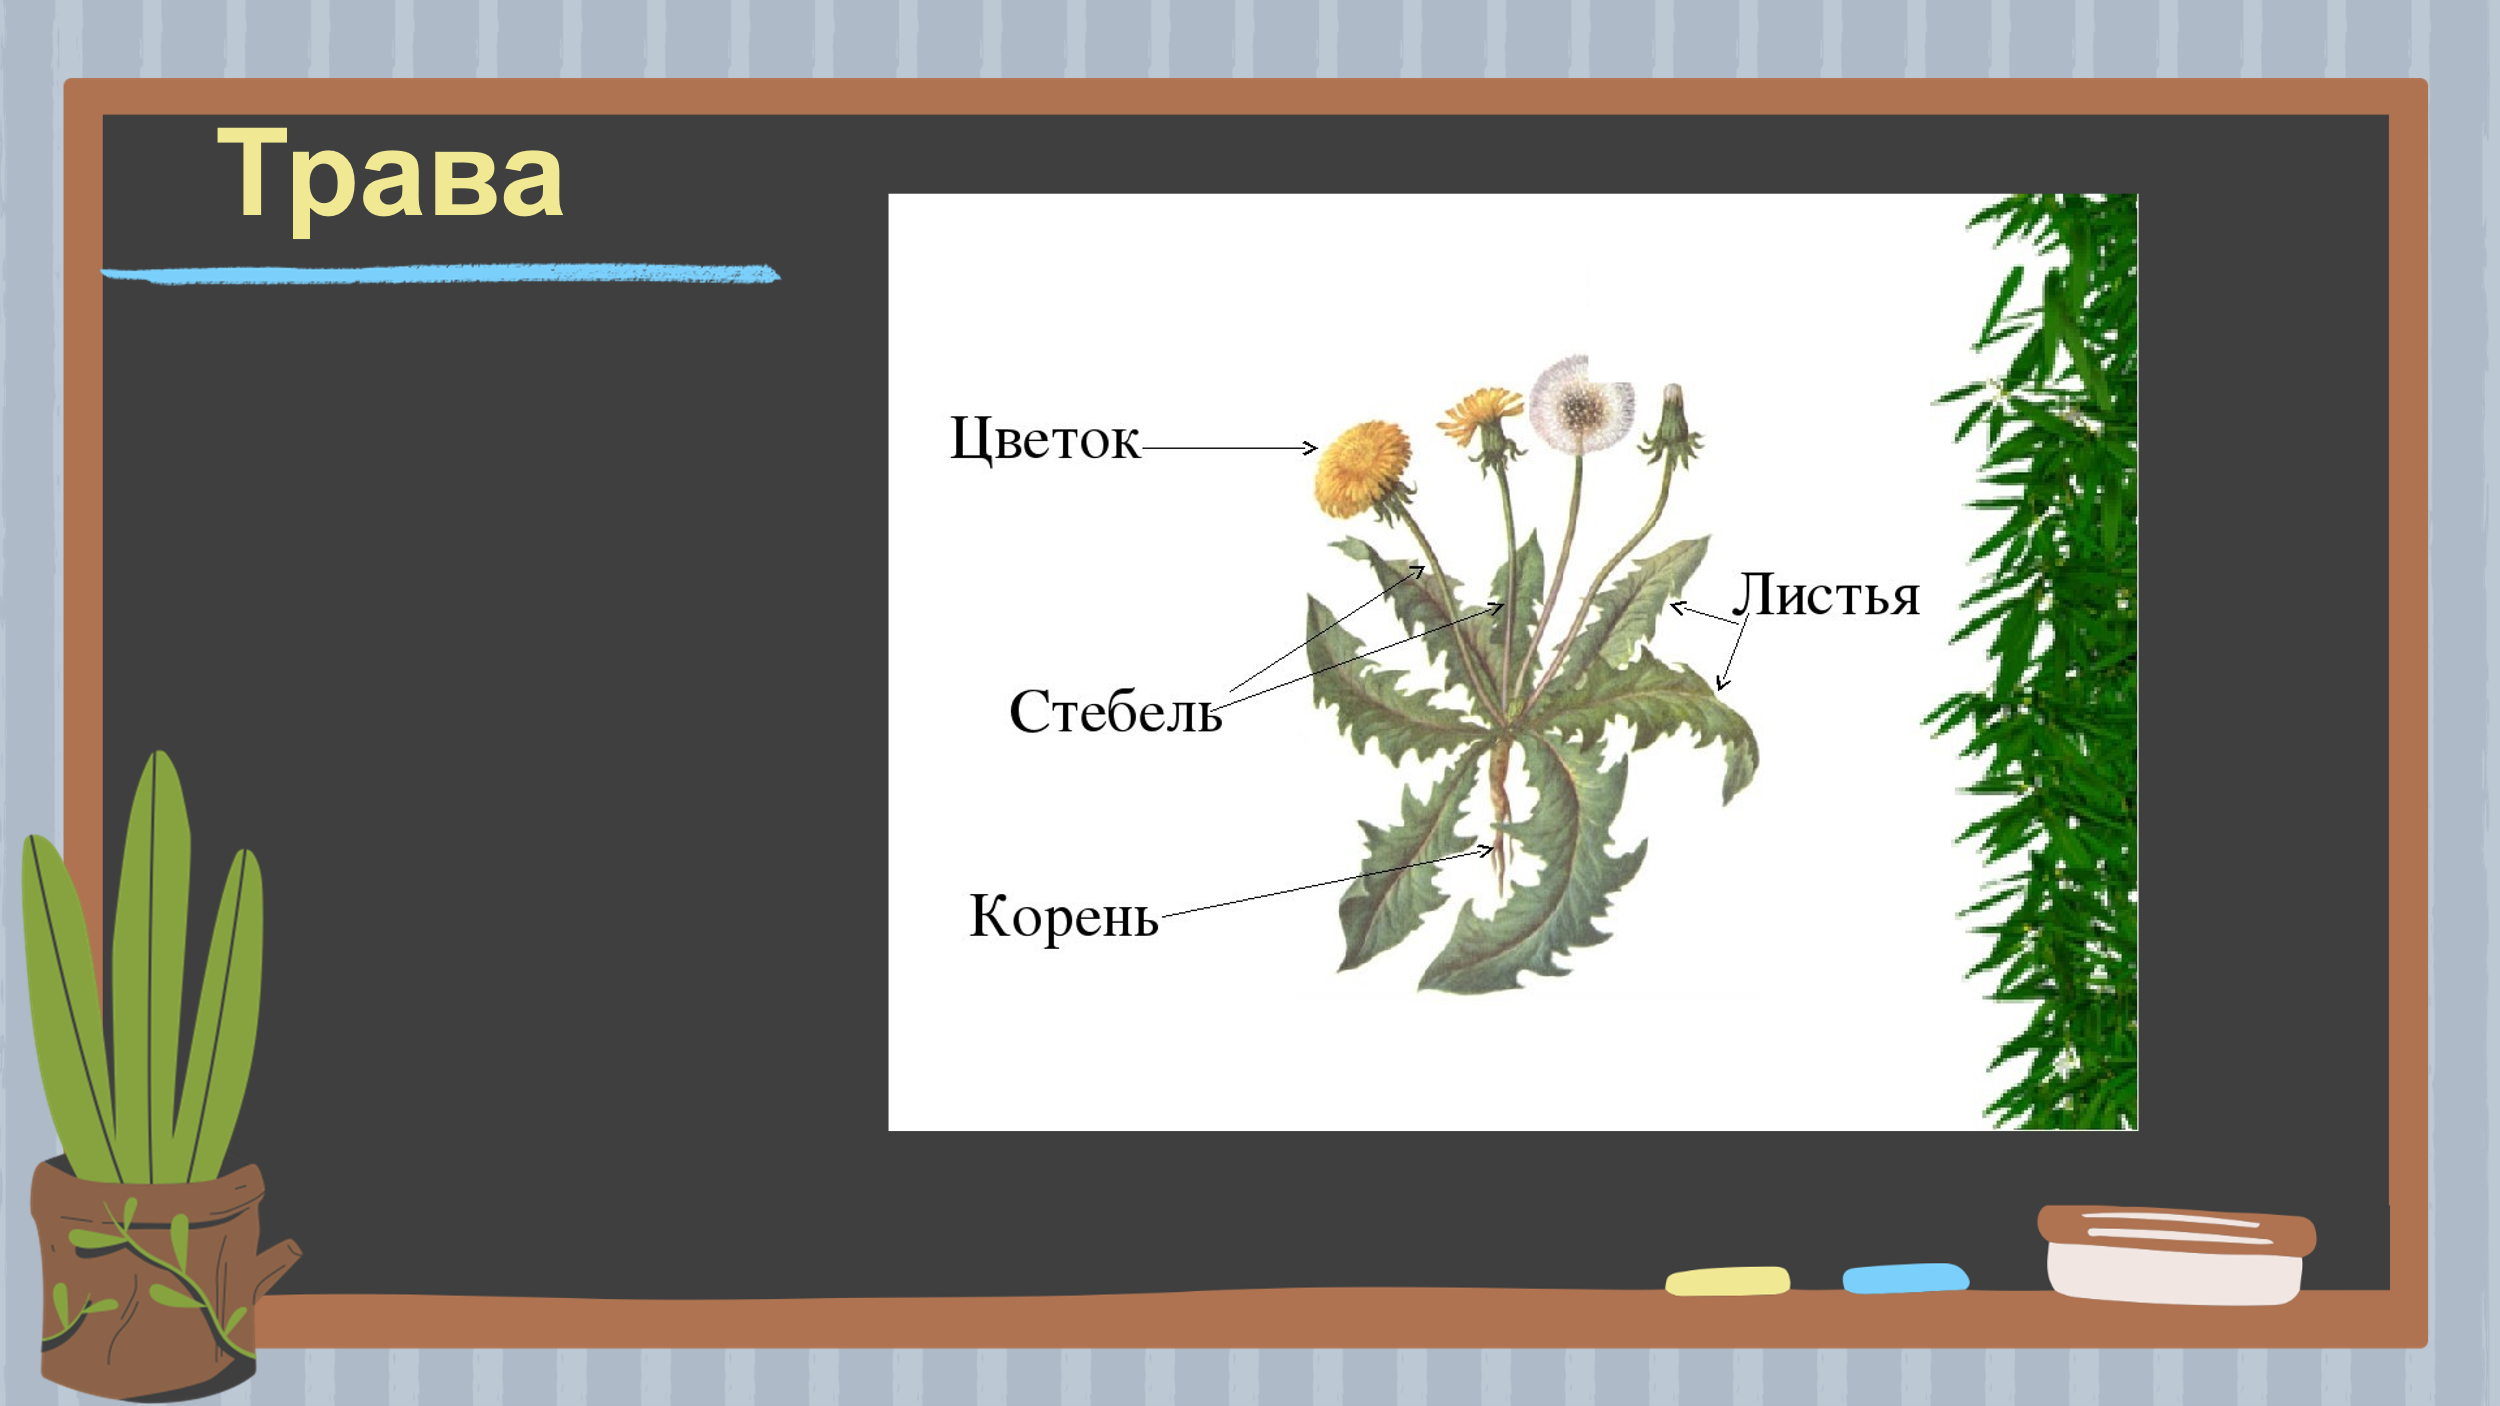 Трава
Цветок
Листья
Стебель
Корень